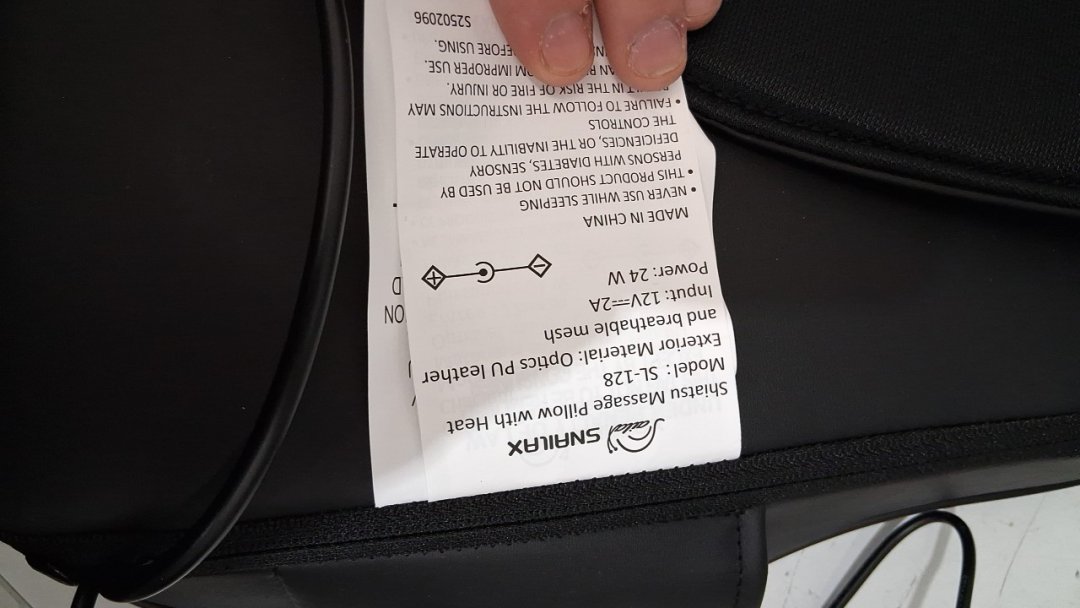 Snailax SNAILAX
Shiatsu Massage Pillow with Heat
Model: SL-128
Exterior Material: Optics PU leather
and breathable mesh
Input: 12V⎓2A
Power: 24 W
MADE IN CHINA
• NEVER USE WHILE SLEEPING
• THIS PRODUCT SHOULD NOT BE USED BY
PERSONS WITH DIABETES, SENSORY
DEFICIENCIES, OR THE INABILITY TO OPERATE
THE CONTROLS
• FAILURE TO FOLLOW THE INSTRUCTIONS MAY
IN THE RISK OF FIRE OR INJURY.
IMPROPER USE.
USING.
S2502096
ON
D